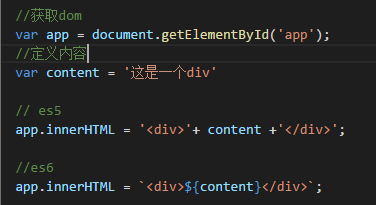 //获取dom
var app = document.getElementById('app');
//定义内容
var content = '这是一个div'
// es5
app.innerHTML = '<div>'+ content +'</div>';
//es6
app.innerHTML = `<div>${content}</div>`;